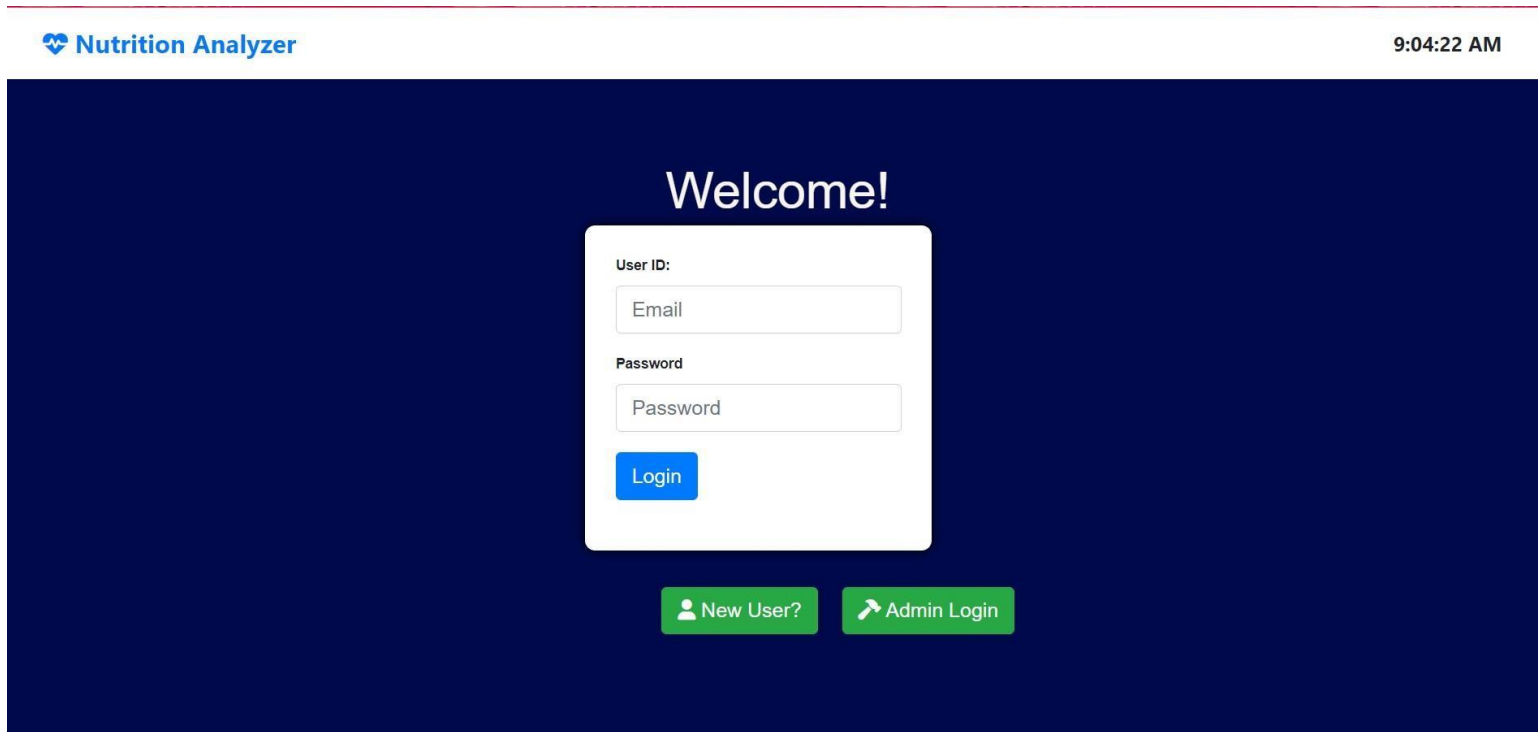 Nutrition Analyzer 9:04:22 AM
Welcome!
User ID:
Email
Password
Password
Login
New User? Admin Login